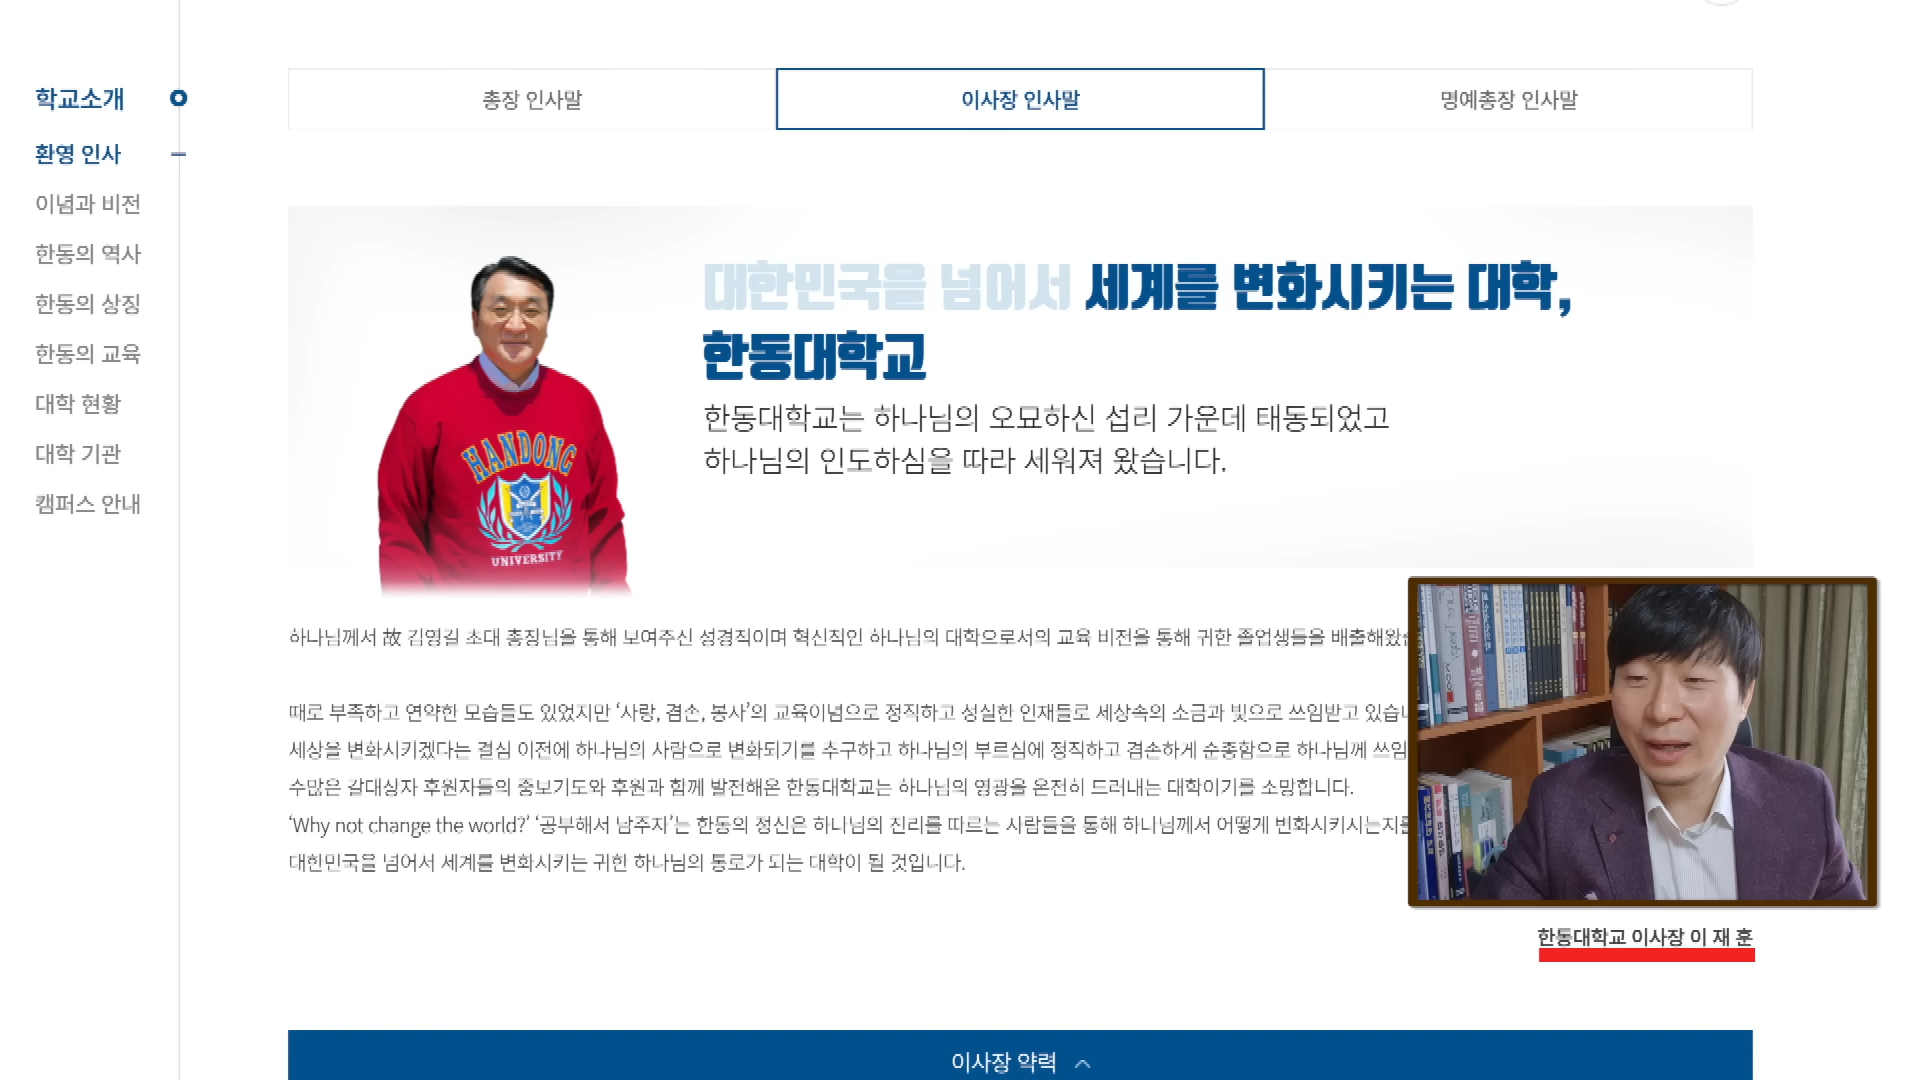 총장 인사말
이사장 인사말
명예총장 인사말
학교소개
환영 인사
이념과 비전
한동의 역사
한동의 상징
한동의 교육
대학 현황
대학 기관
캠퍼스 안내
대한민국을 넘어서 세계를 변화시키는 대학,
한동대학교
한동대학교는 하나님의 오묘하신 섭리 가운데 태동되었고
하나님의 인도하심을 따라 세워져 왔습니다.
HANDONG
UNIVERSITY
하나님께서 故 김영길 초대 총장님을 통해 보여주신 성경적이며 혁신적인 하나님의 대학으로서의 교육 비전을 통해 귀한 졸업생들을 배출해왔
때로 부족하고 연약한 모습들도 있었지만 ‘사랑, 겸손, 봉사’의 교육이념으로 정직하고 성실한 인재들로 세상속의 소금과 빛으로 쓰임받고 있습
세상을 변화시키겠다는 결심 이전에 하나님의 사람으로 변화되기를 추구하고 하나님의 부르심에 정직하고 겸손하게 순종함으로 하나님께 쓰임
수많은 갈대상자 후원자들의 중보기도와 후원과 함께 발전해온 한동대학교는 하나님의 영광을 온전히 드러내는 대학이기를 소망합니다.
‘Why not change the world?’ ‘공부해서 남주자’는 한동의 정신은 하나님의 진리를 따르는 사람들을 통해 하나님께서 어떻게 변화시키시는지를
대한민국을 넘어서 세계를 변화시키는 귀한 하나님의 통로가 되는 대학이 될 것입니다.
한동대학교 이사장 이 재 훈
이사장 약력